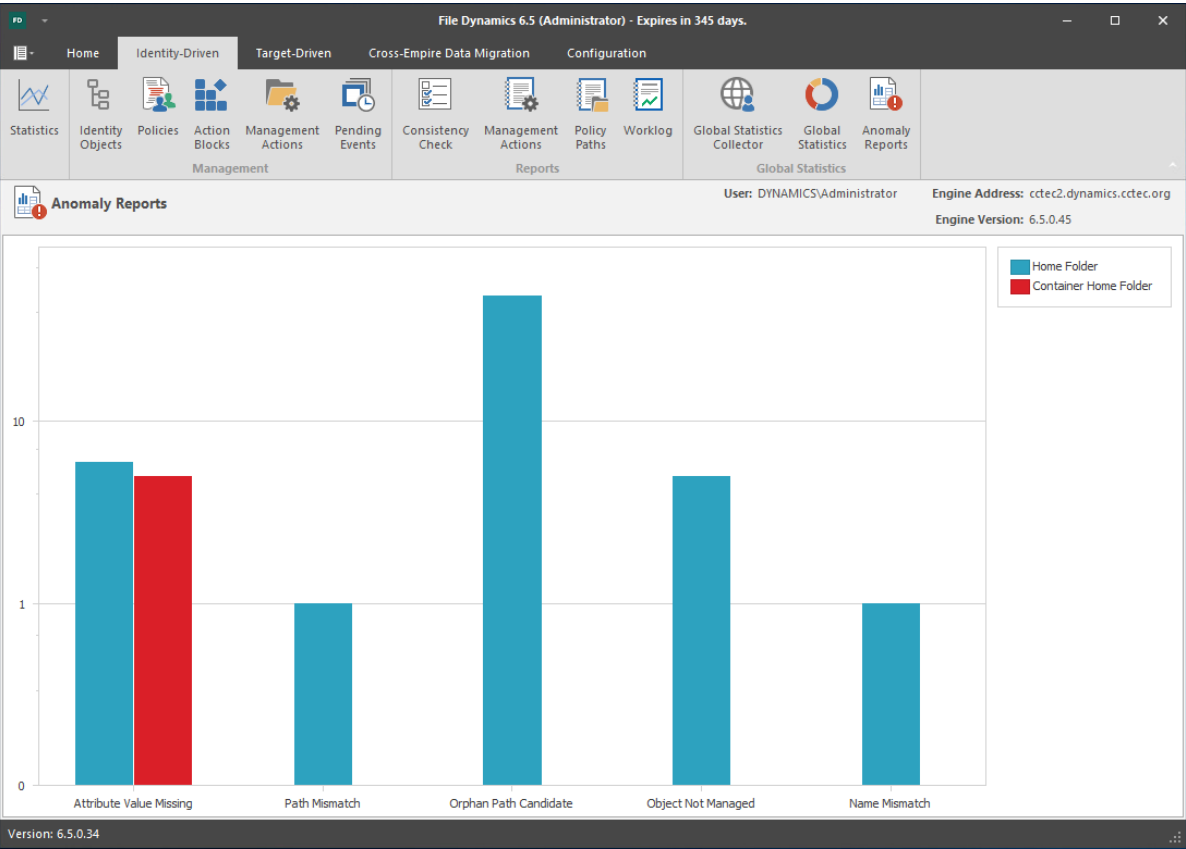 FD
File Dynamics 6.5 (Administrator) - Expires in 345 days.
Home Identity-Driven Target-Driven Cross-Empire Data Migration Configuration
Statistics
Identity Objects
Policies
Action Blocks
Management Actions
Pending Events
Management
Consistency Check
Management Actions
Policy Paths
Worklog
Reports
Global Statistics Collector
Global Statistics
Anomaly Reports
Global Statistics
Anomaly Reports
User: DYNAMICS\Administrator
Engine Address: cctec2.dynamics.cctec.org
Engine Version: 6.5.0.45
Home Folder
Container Home Folder
10
1
0
Attribute Value Missing
Path Mismatch
Orphan Path Candidate
Object Not Managed
Name Mismatch
Version: 6.5.0.34